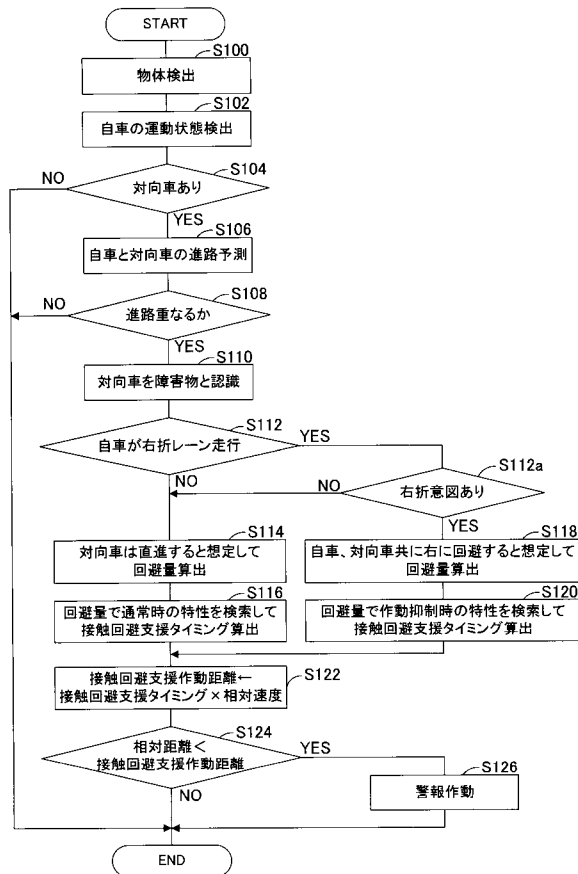 START
S100
物体検出
S102
自車の運動状態検出
S104
NO
対向車あり
YES
S106
自車と対向車の進路予測
S108
NO
進路重なるか
YES
S110
対向車を障害物と認識
S112
自車が右折レーン走行
YES
NO
S112a
NO
右折意図あり
YES
S114
対向車は直進すると想定して
回避量算出
S118
自車、対向車共に右に回避すると想定して
回避量算出
S116
回避量で通常時の特性を検索して
接触回避支援タイミング算出
S120
回避量で作動抑制時の特性を検索して
接触回避支援タイミング算出
S122
接触回避支援作動距離←
接触回避支援タイミング×相対速度
S124
相対距離<
接触回避支援作動距離
YES
NO
S126
警報作動
END